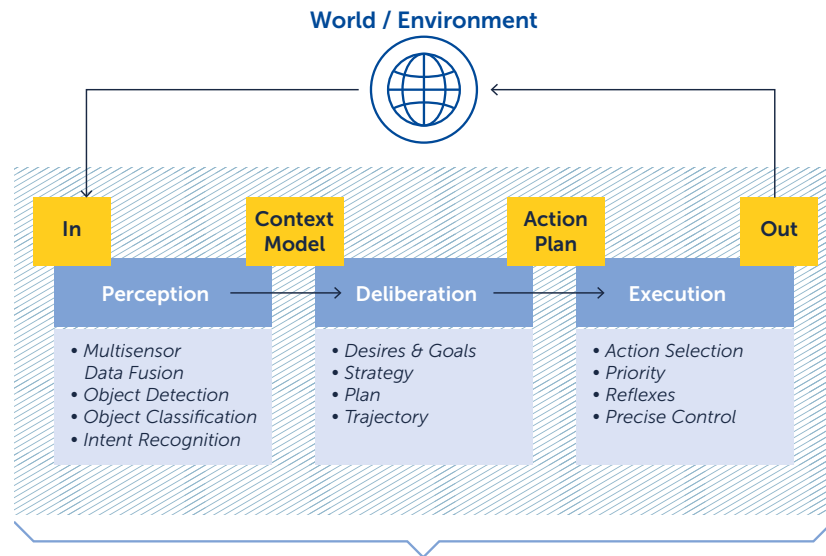 World / Environment
In
Context
Model
Action
Plan
Out
Perception
Deliberation
Execution
• Multisensor
Data Fusion
• Object Detection
• Object Classification
• Intent Recognition
• Desires & Goals
• Strategy
• Plan
• Trajectory
• Action Selection
• Priority
• Reflexes
• Precise Control